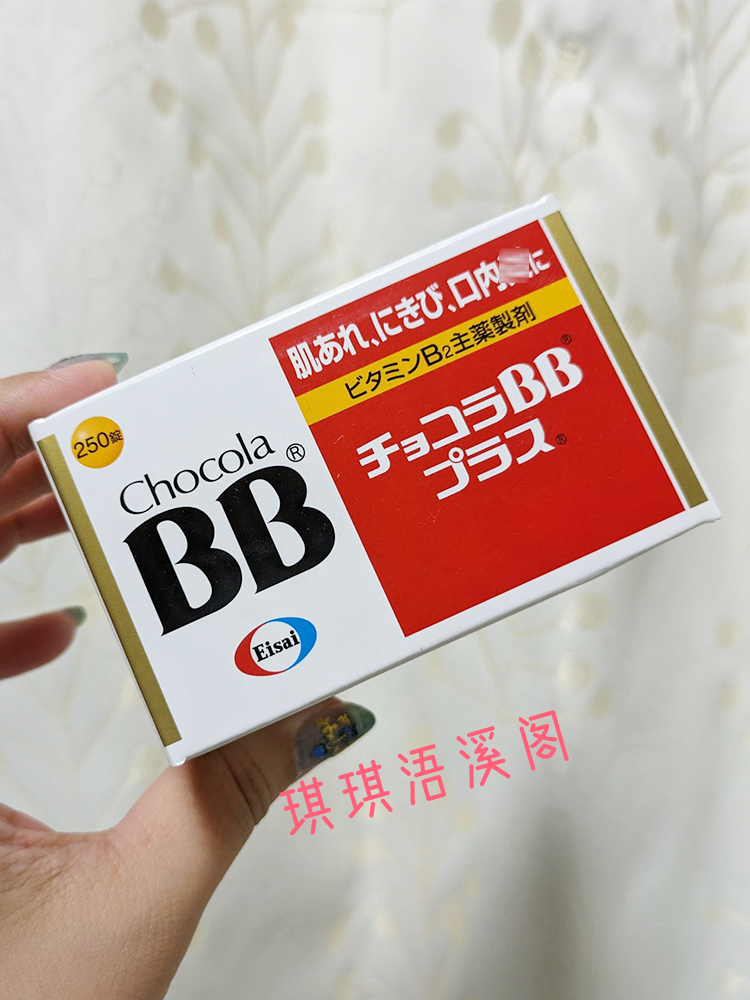 250錠
Chocola®
BB
Eisai
肌あれ、にきび、口内に
ビタミンB₂主薬製剤
チョコラBB®
プラス®
琪琪浯溪阁